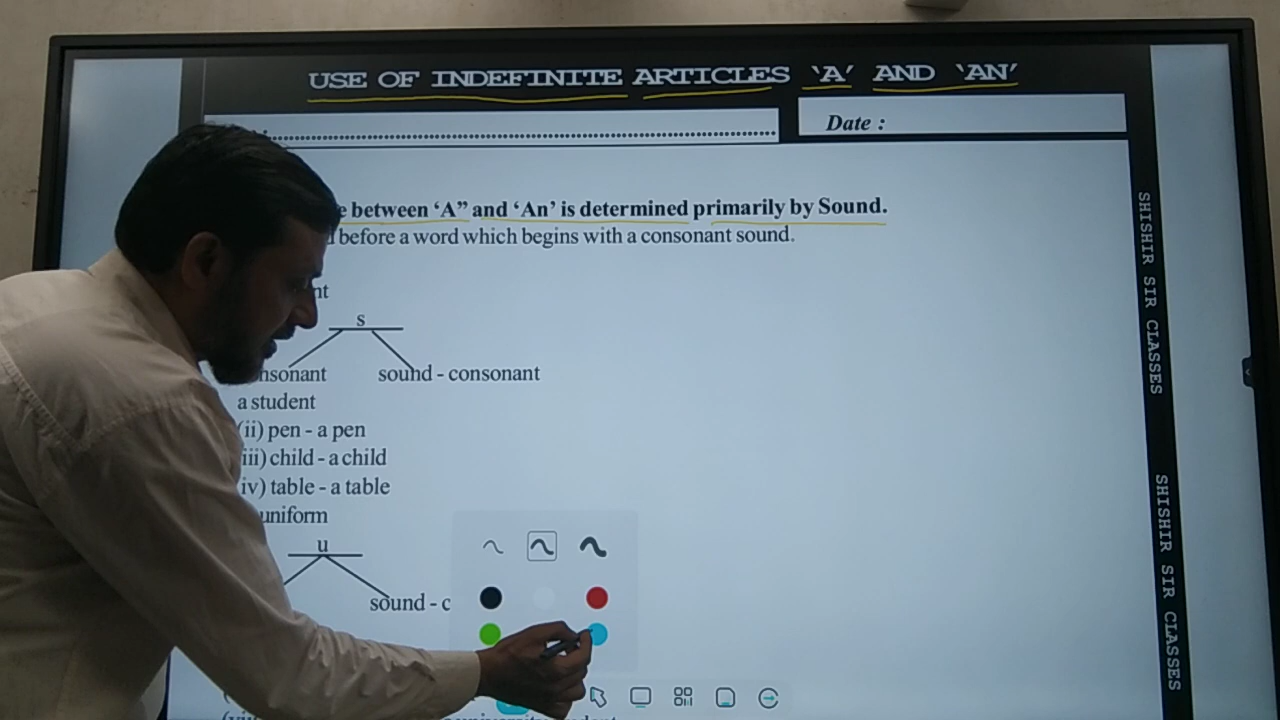 USE OF INDEFINITE ARTICLES ‘A’ AND ‘AN’
Date :
between ‘A” and ‘An’ is determined primarily by Sound.
before a word which begins with a consonant sound.
s
sound - consonant
a student
(ii) pen - a pen
iii) child - a child
iv) table - a table
uniform
u
sound - c
SHISHIR SIR CLASSES
SHISHIR SIR CLASSES